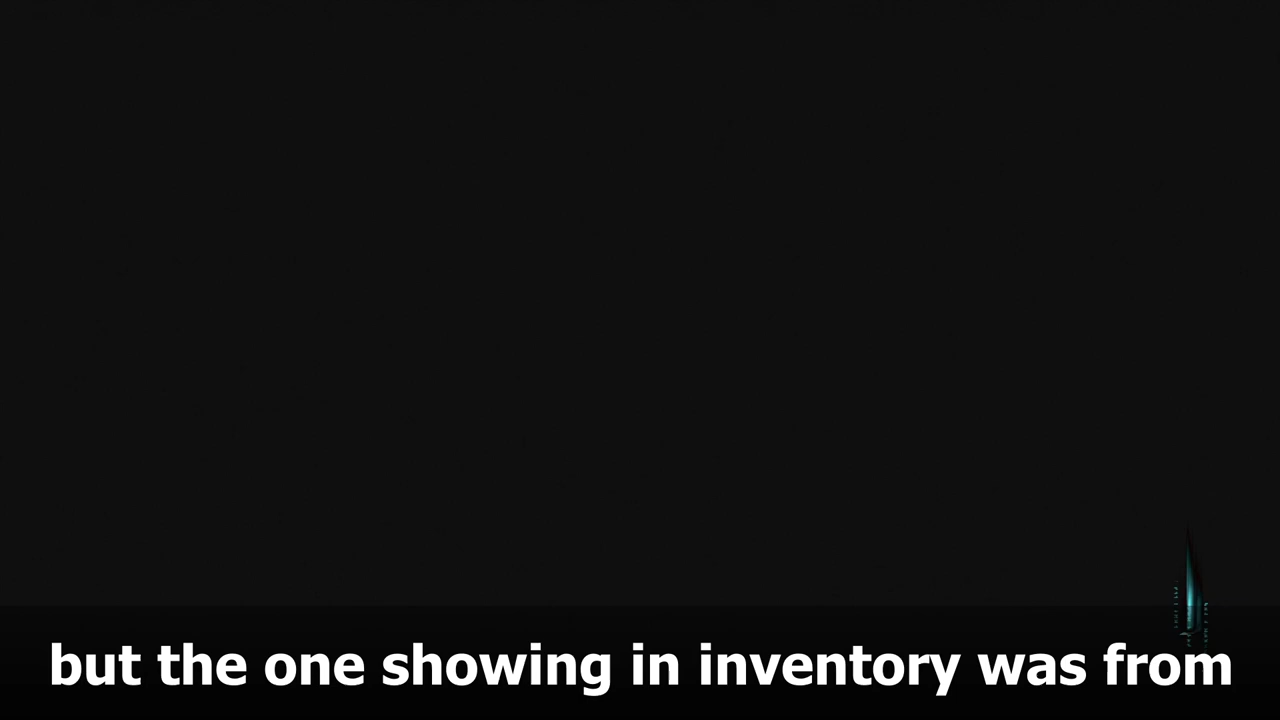 but the one showing in inventory was from